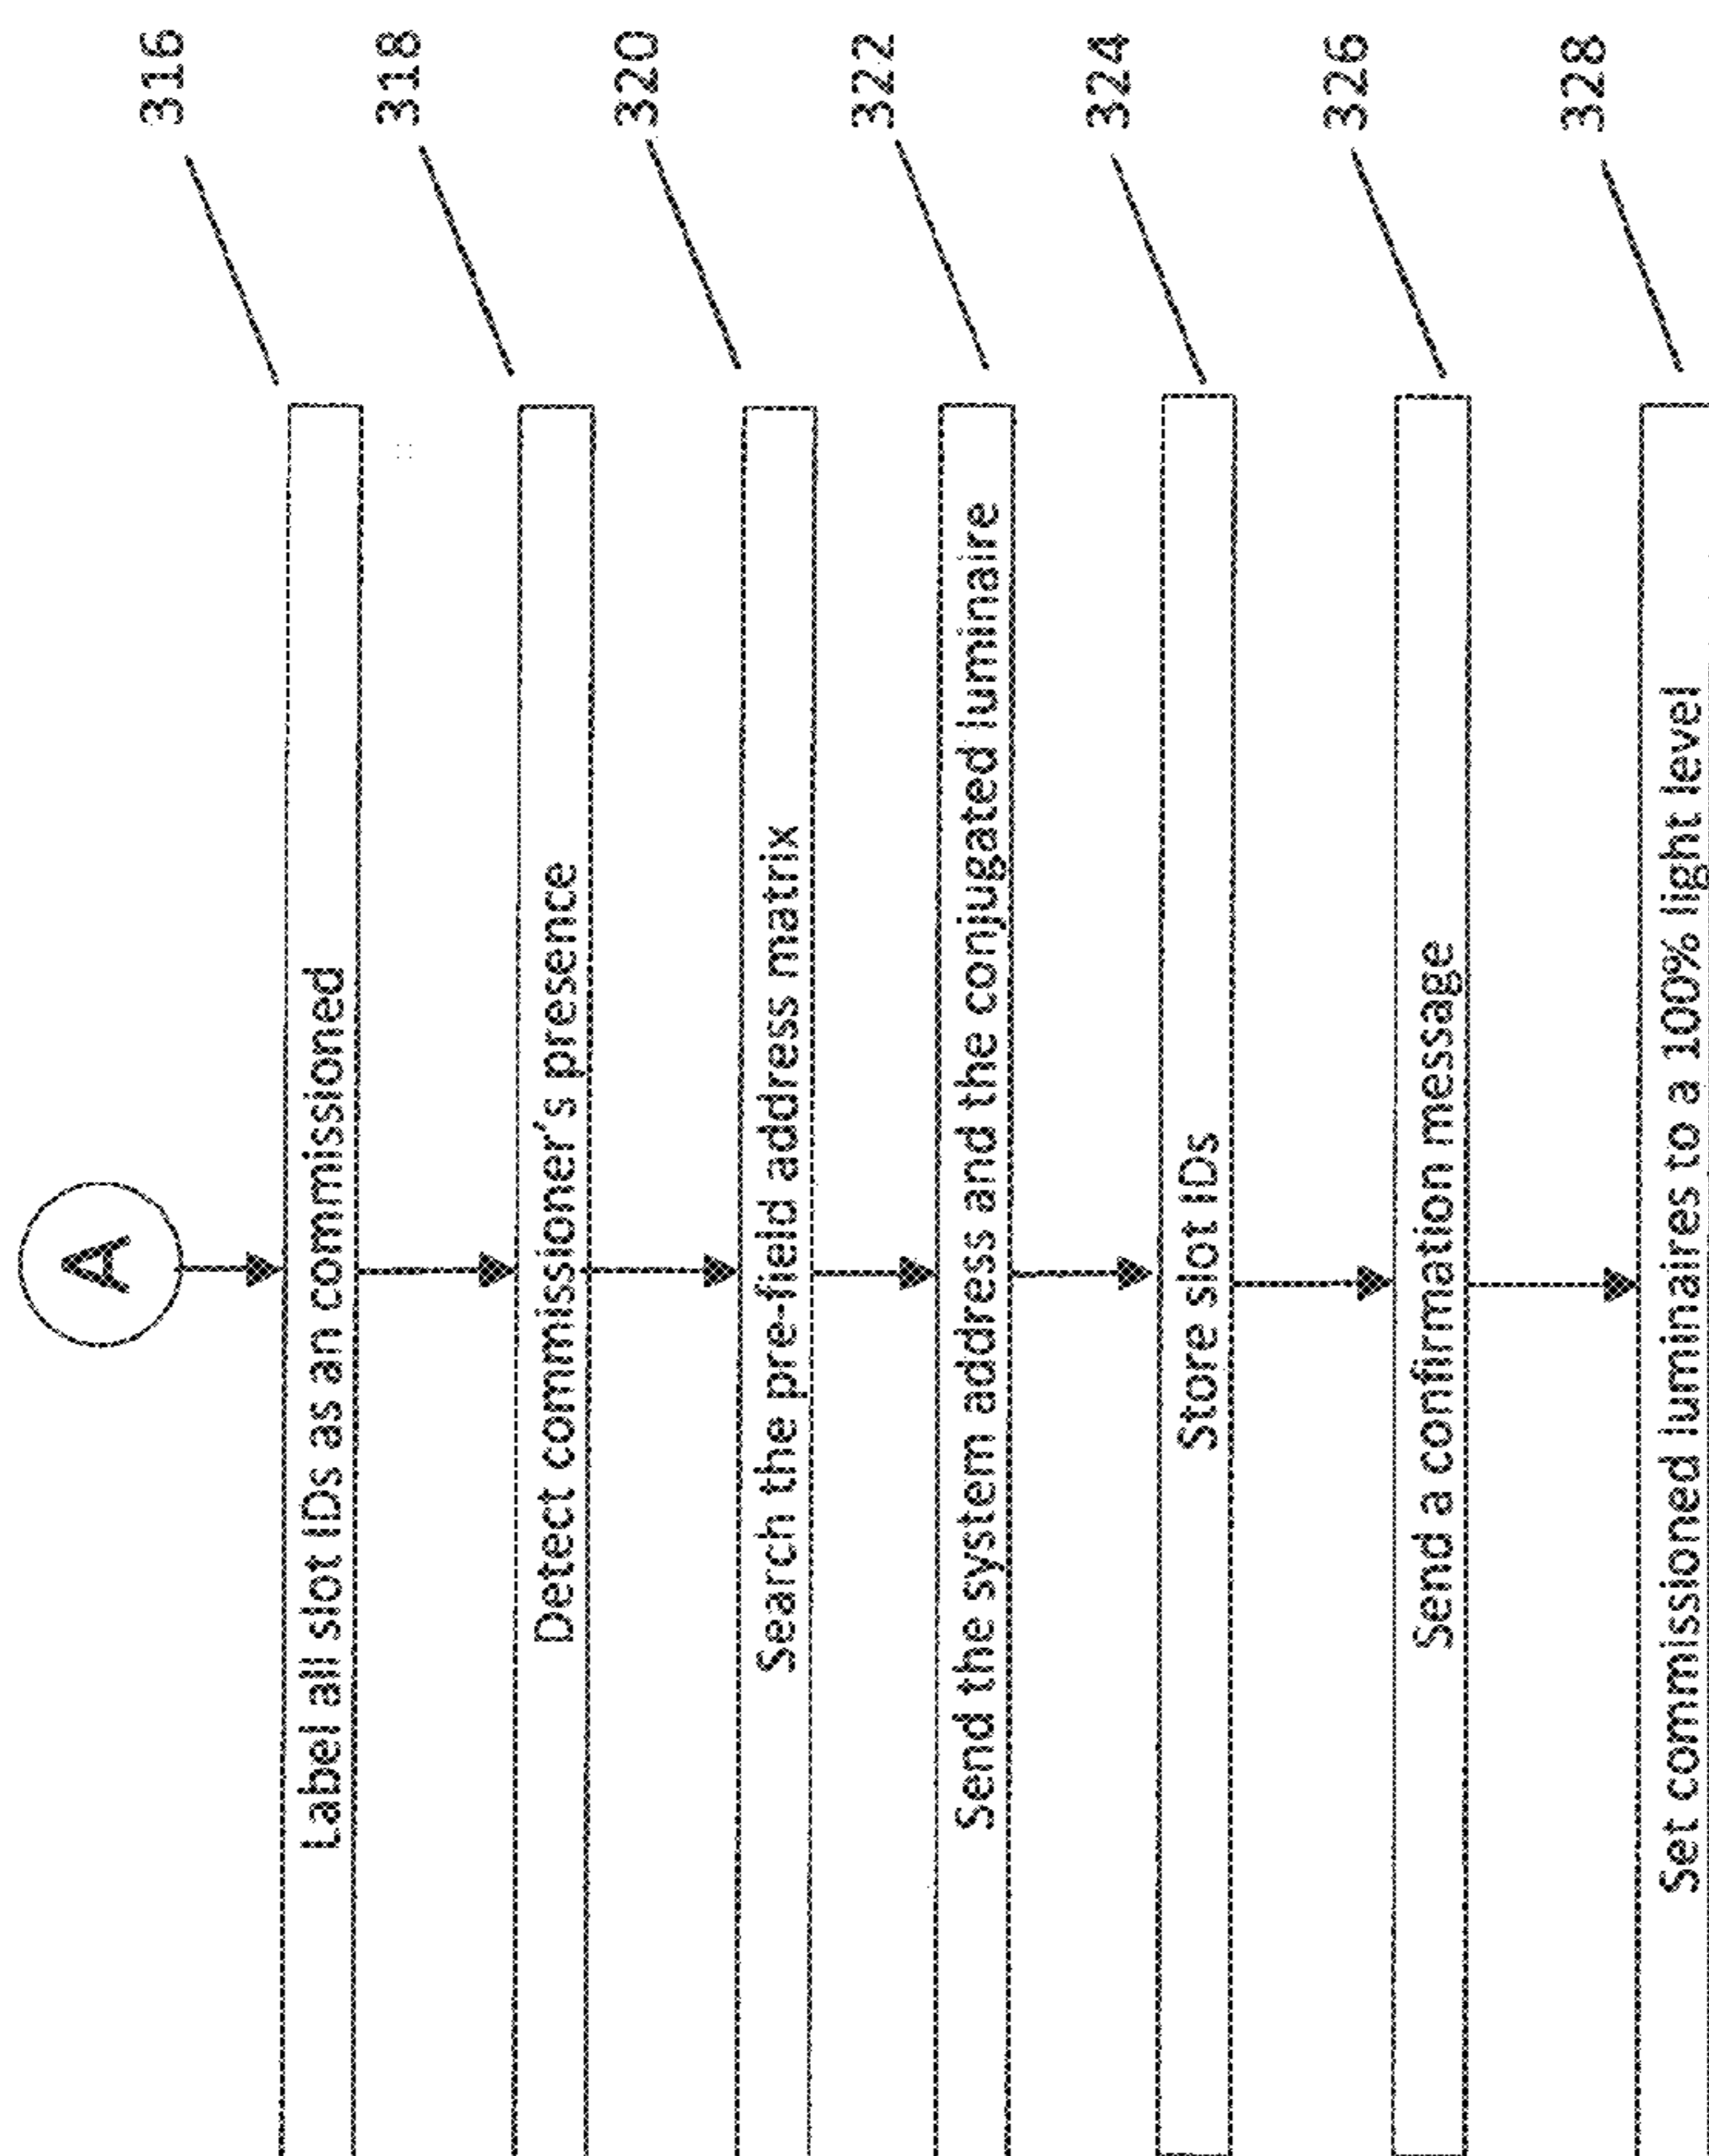 A
316
Label all slot IDs as an commissioned
318
Detect commissioner's presence
320
Search the pre-field address matrix
322
Send the system address and the conjugated luminaire
324
Store slot IDs
326
Send a confirmation message
328
Set commissioned luminaires to a 100% light level